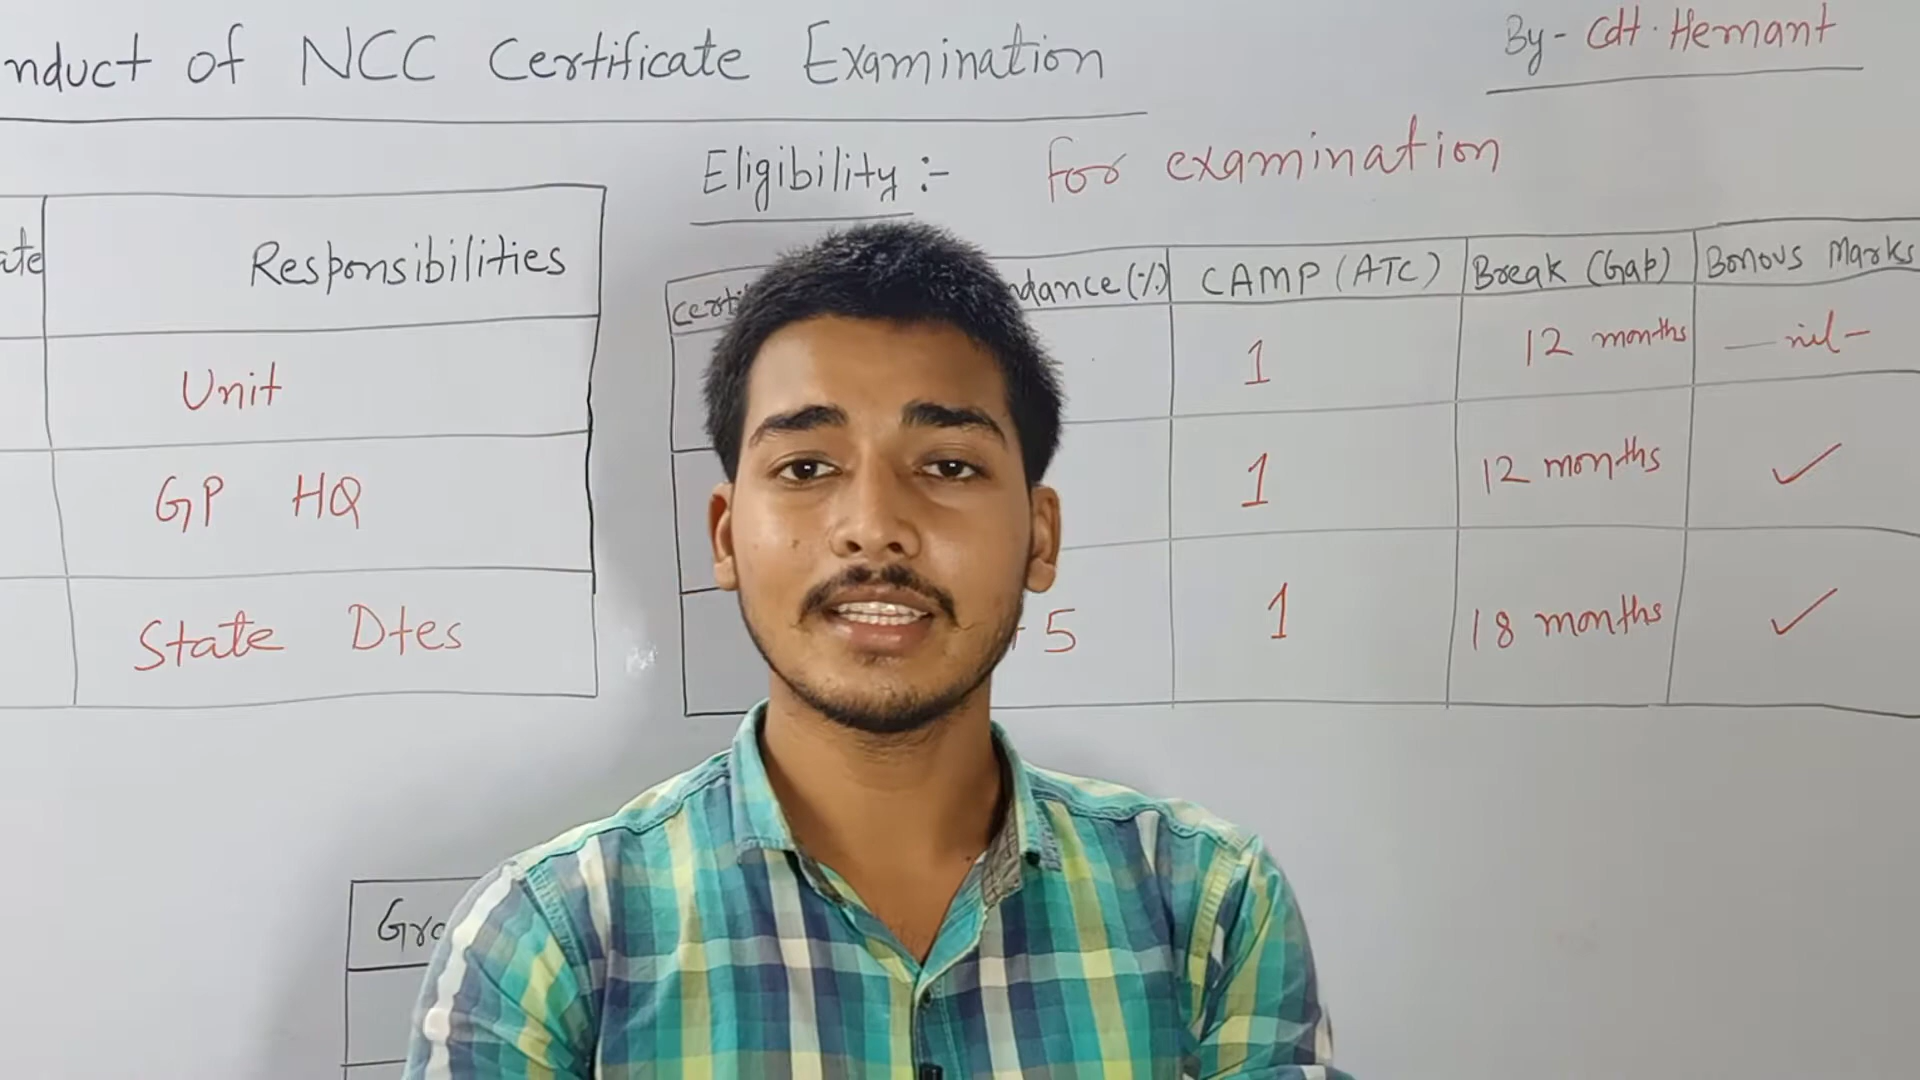 nduct of NCC Certificate Examination
By- Cdt. Hemant
Eligibility :- For examination
Responsibilities
CAMP (ATC) Break (Gap) Bonous Marks
1 12 months —nil—
Unit
1 12 months ✓
GP HQ
5 1 18 months ✓
State Dtes